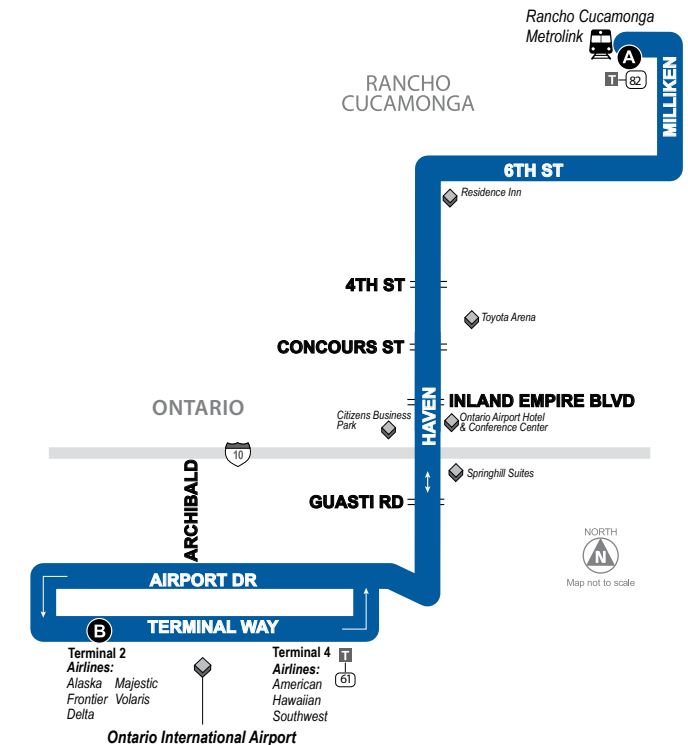 Rancho Cucamonga
Metrolink
A
T
82
MILLIKEN
RANCHO
CUCAMONGA
6TH ST
Residence Inn
4TH ST
Toyota Arena
CONCOURS ST
HAVEN
INLAND EMPIRE BLVD
ONTARIO
Citizens Business
Park
Ontario Airport Hotel
& Conference Center
10
Springhill Suites
ARCHIBALD
GUASTI RD
NORTH
N
Map not to scale
AIRPORT DR
B
TERMINAL WAY
Terminal 2
Airlines:
Alaska Majestic
Frontier Volaris
Delta
Terminal 4
Airlines:
American
Hawaiian
Southwest
T
61
Ontario International Airport